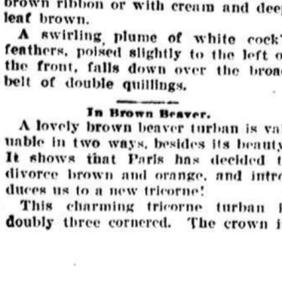 brown ribbon or with cream and dee
leaf brown.
A swirling plume of white cock'
feathers, poised slightly to the left o
the front, falls down over the broa
belt of double quillings.
In Brown Beaver.
A lovely brown beaver turban is va
uable in two ways, besides its beauty
It shows that Paris has decided t
divorce brown and orange, and intro
duces us to a new tricorne!
This charming tricorne turban i
doubly three cornered. The crown i